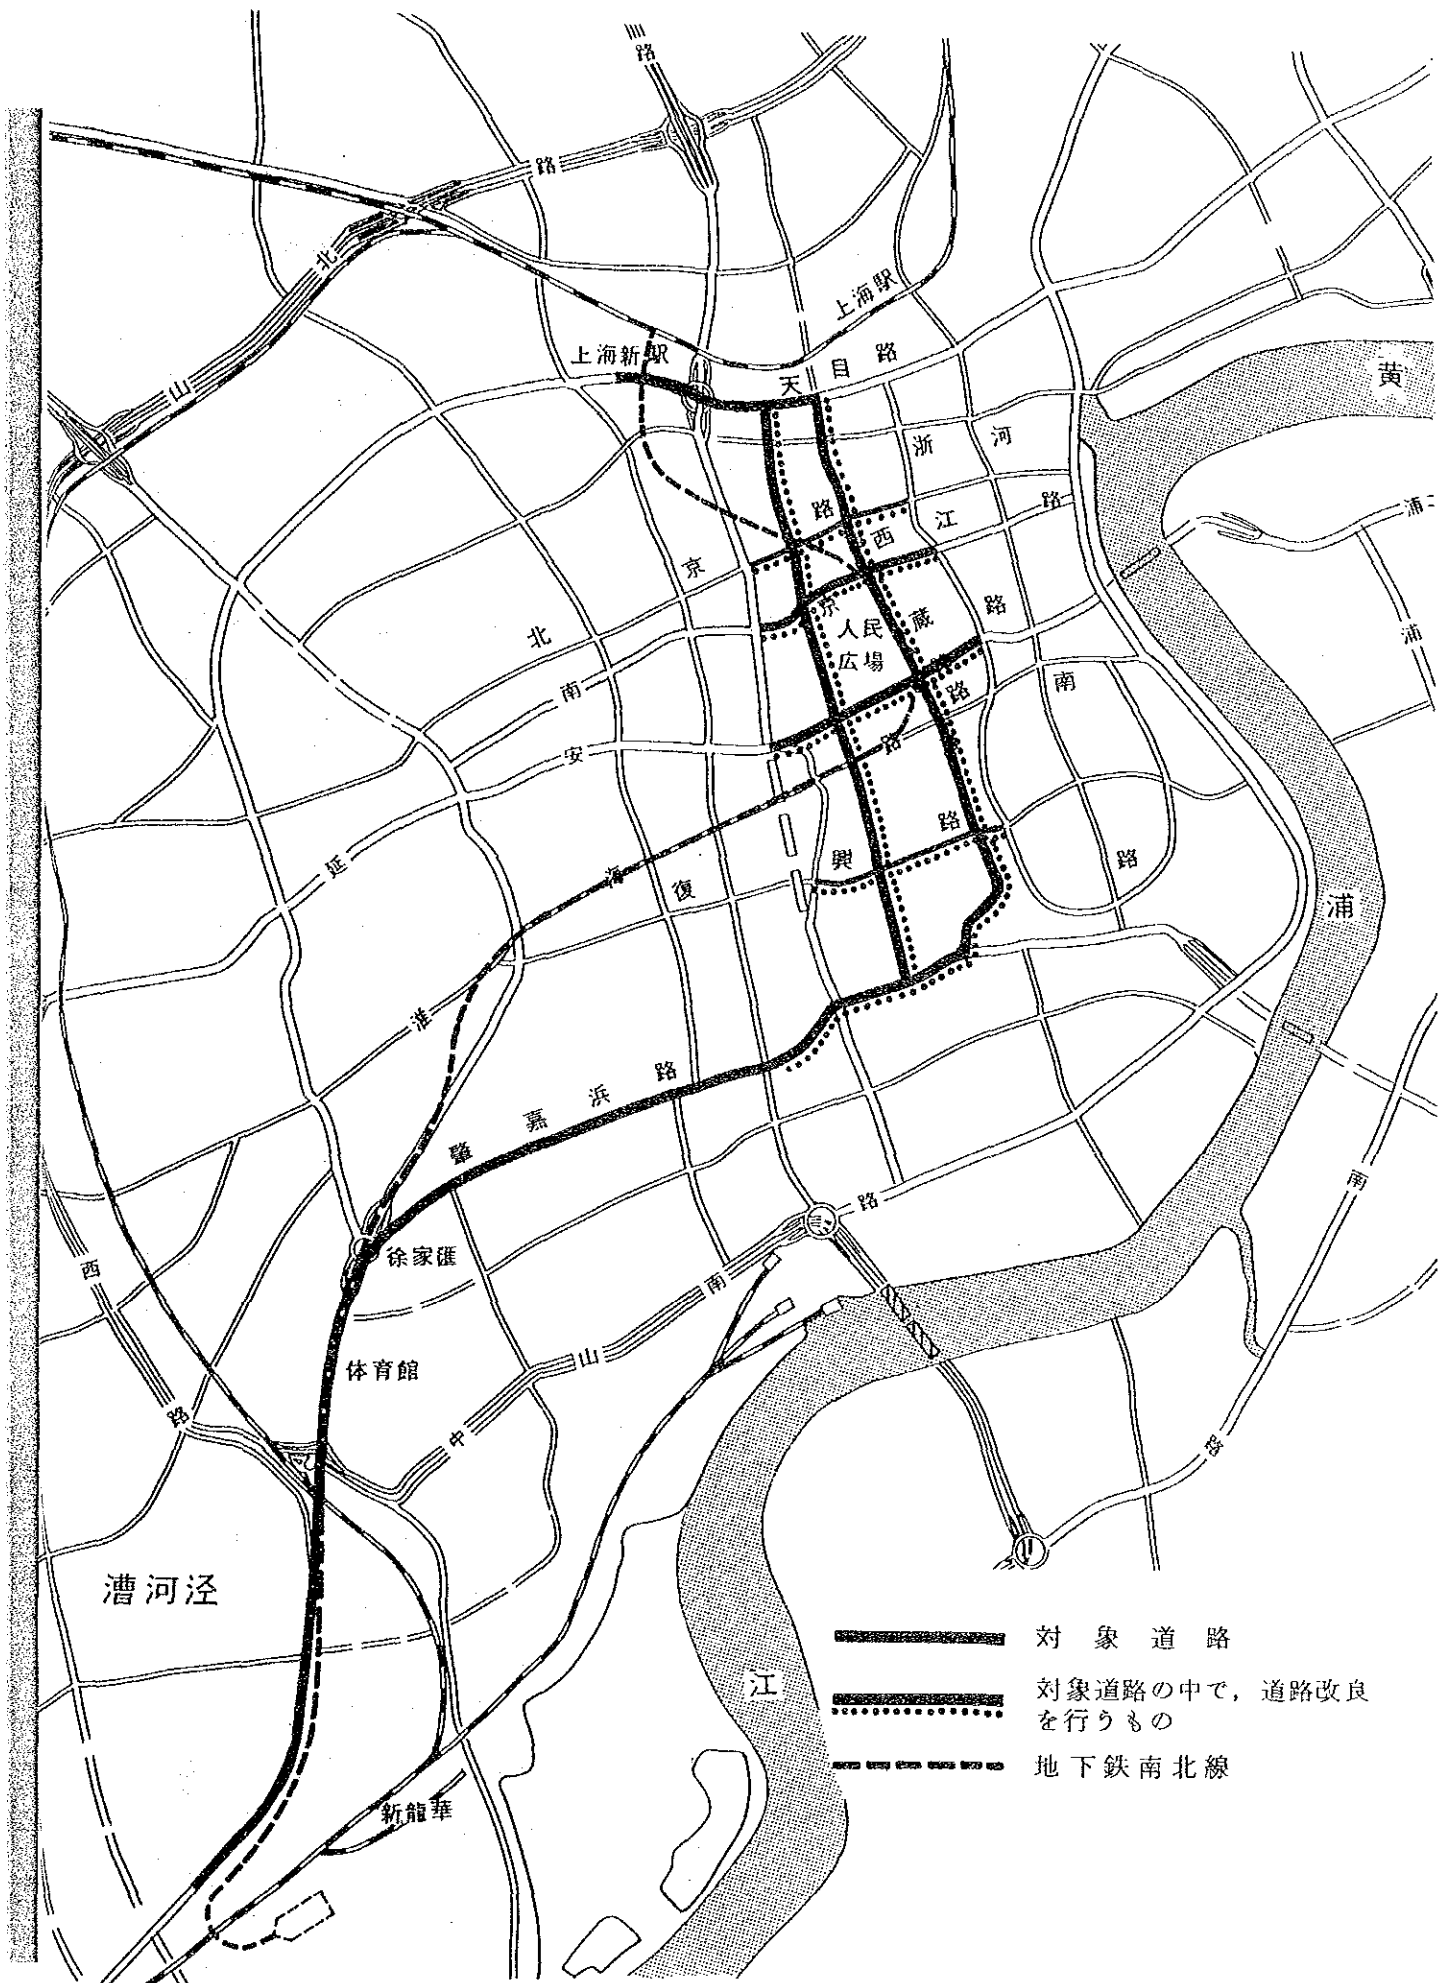 路
路
北
山
上海駅
上海新駅
天目路
黄
浙
河
路
路
西
江
浦
京
京
浦
北
人民
広場
蔵
路
南
路
南
安
路
延
路
興
海
復
路
浦
淮
肇嘉浜路
南
路
徐家匯
西
南
体育館
山
路
中
路
漕河泾
対象道路
江
対象道路の中で,道路改良
を行うもの
地下鉄南北線
新龍華